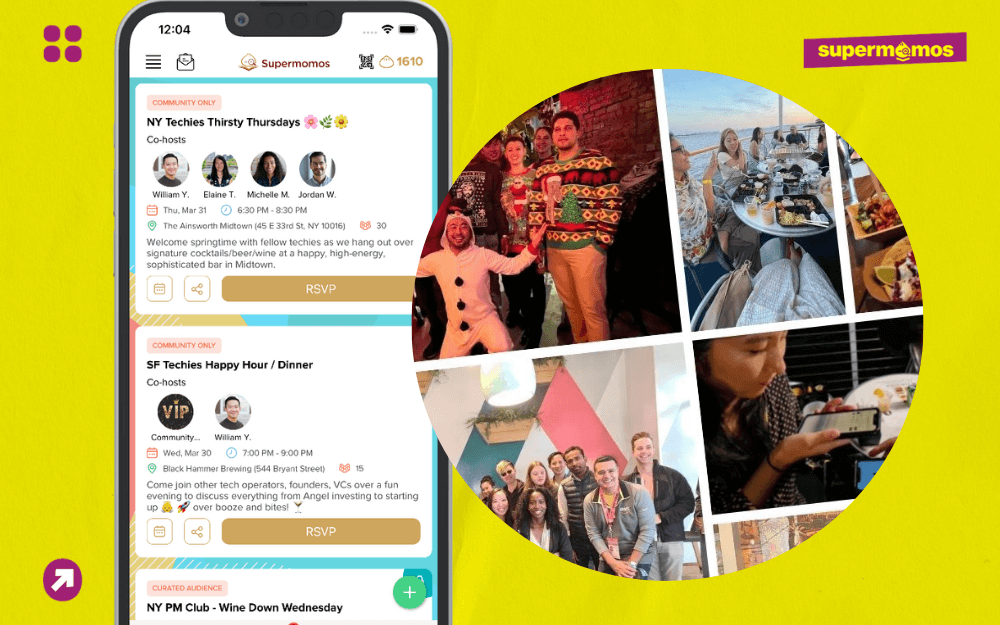 12:04
Supermomos
1610
COMMUNITY ONLY
NY Techies Thirsty Thursdays 🌸🌿🌼
Co-hosts
William Y. Elaine T. Michelle M. Jordan W.
Thu, Mar 31 6:30 PM - 8:30 PM
The Ainsworth Midtown (45 E 33rd St, NY 10016) 30
Welcome springtime with fellow techies as we hang out over
signature cocktails/beer/wine at a happy, high-energy,
sophisticated bar in Midtown.
RSVP
COMMUNITY ONLY
SF Techies Happy Hour / Dinner
Co-hosts
VIP
Community... William Y.
Wed, Mar 30 7:00 PM - 9:00 PM
Black Hammer Brewing (544 Bryant Street) 15
Come join other tech operators, founders, VCs over a fun
evening to discuss everything from Angel investing to starting
up 🚀 over booze and bites! 🍸
RSVP
CURATED AUDIENCE
NY PM Club - Wine Down Wednesday
supermomos